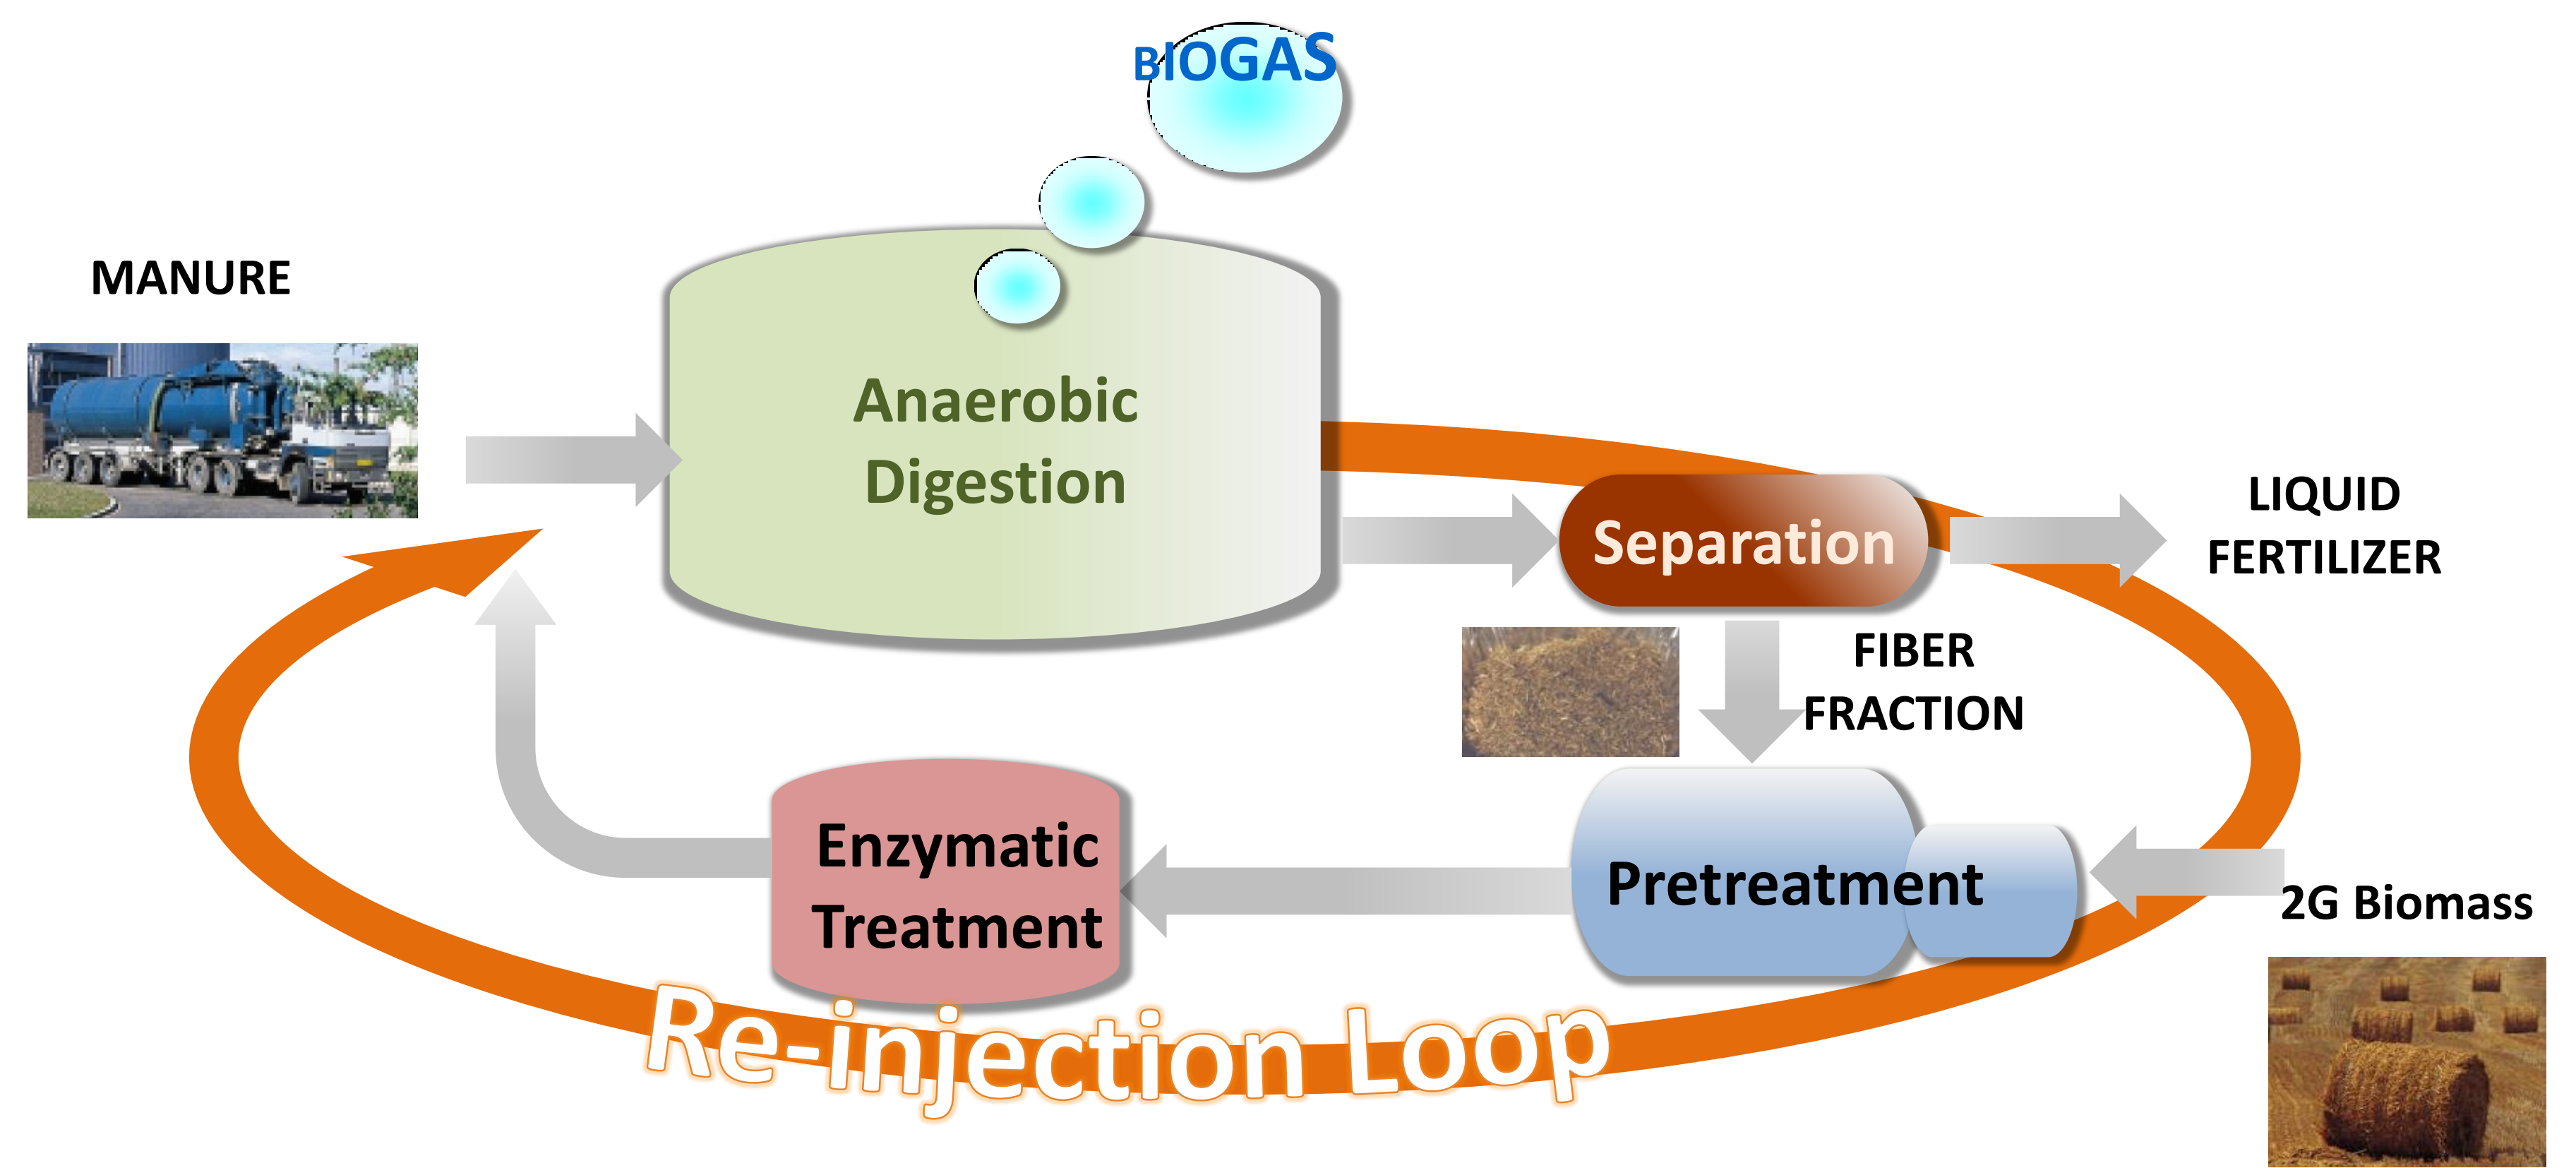 BIOGAS
MANURE
Anaerobic
Digestion
Separation
LIQUID
FERTILIZER
FIBER
FRACTION
Enzymatic
Treatment
Pretreatment
2G Biomass
Re-injection Loop